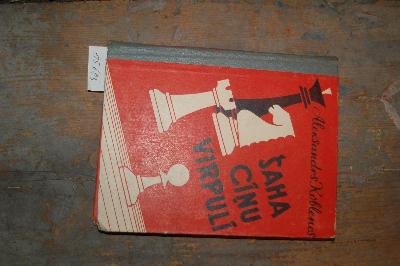 Aleksandrs Koblencs
ŠAHA
CĪŅU
VIRPULĪ